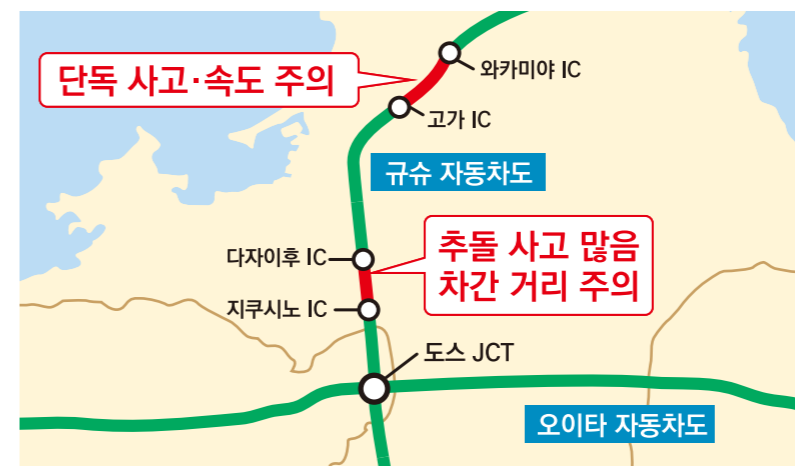 와카미야 IC
단독 사고·속도 주의
고가 IC
규슈 자동차도
다자이후 IC
추돌 사고 많음
차간 거리 주의
지쿠시노 IC
도스 JCT
오이타 자동차도